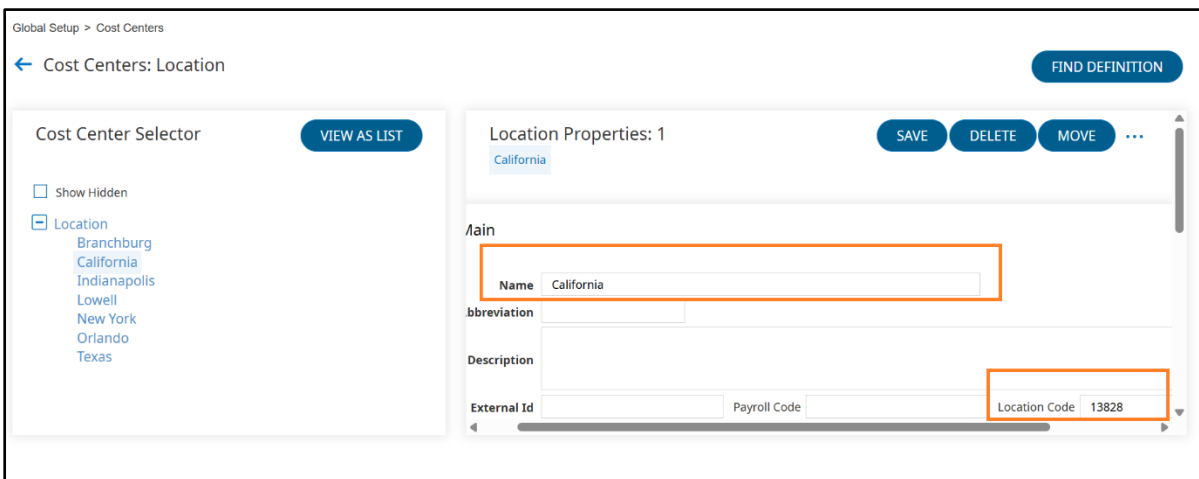 Global Setup > Cost Centers
Cost Centers: Location
FIND DEFINITION
Cost Center Selector
VIEW AS LIST
Show Hidden
Location
Branchburg
California
Indianapolis
Lowell
New York
Orlando
Texas
Location Properties: 1
SAVE
DELETE
MOVE
...
California
Main
Name California
bbreviation
Description
External Id
Payroll Code
Location Code 13828